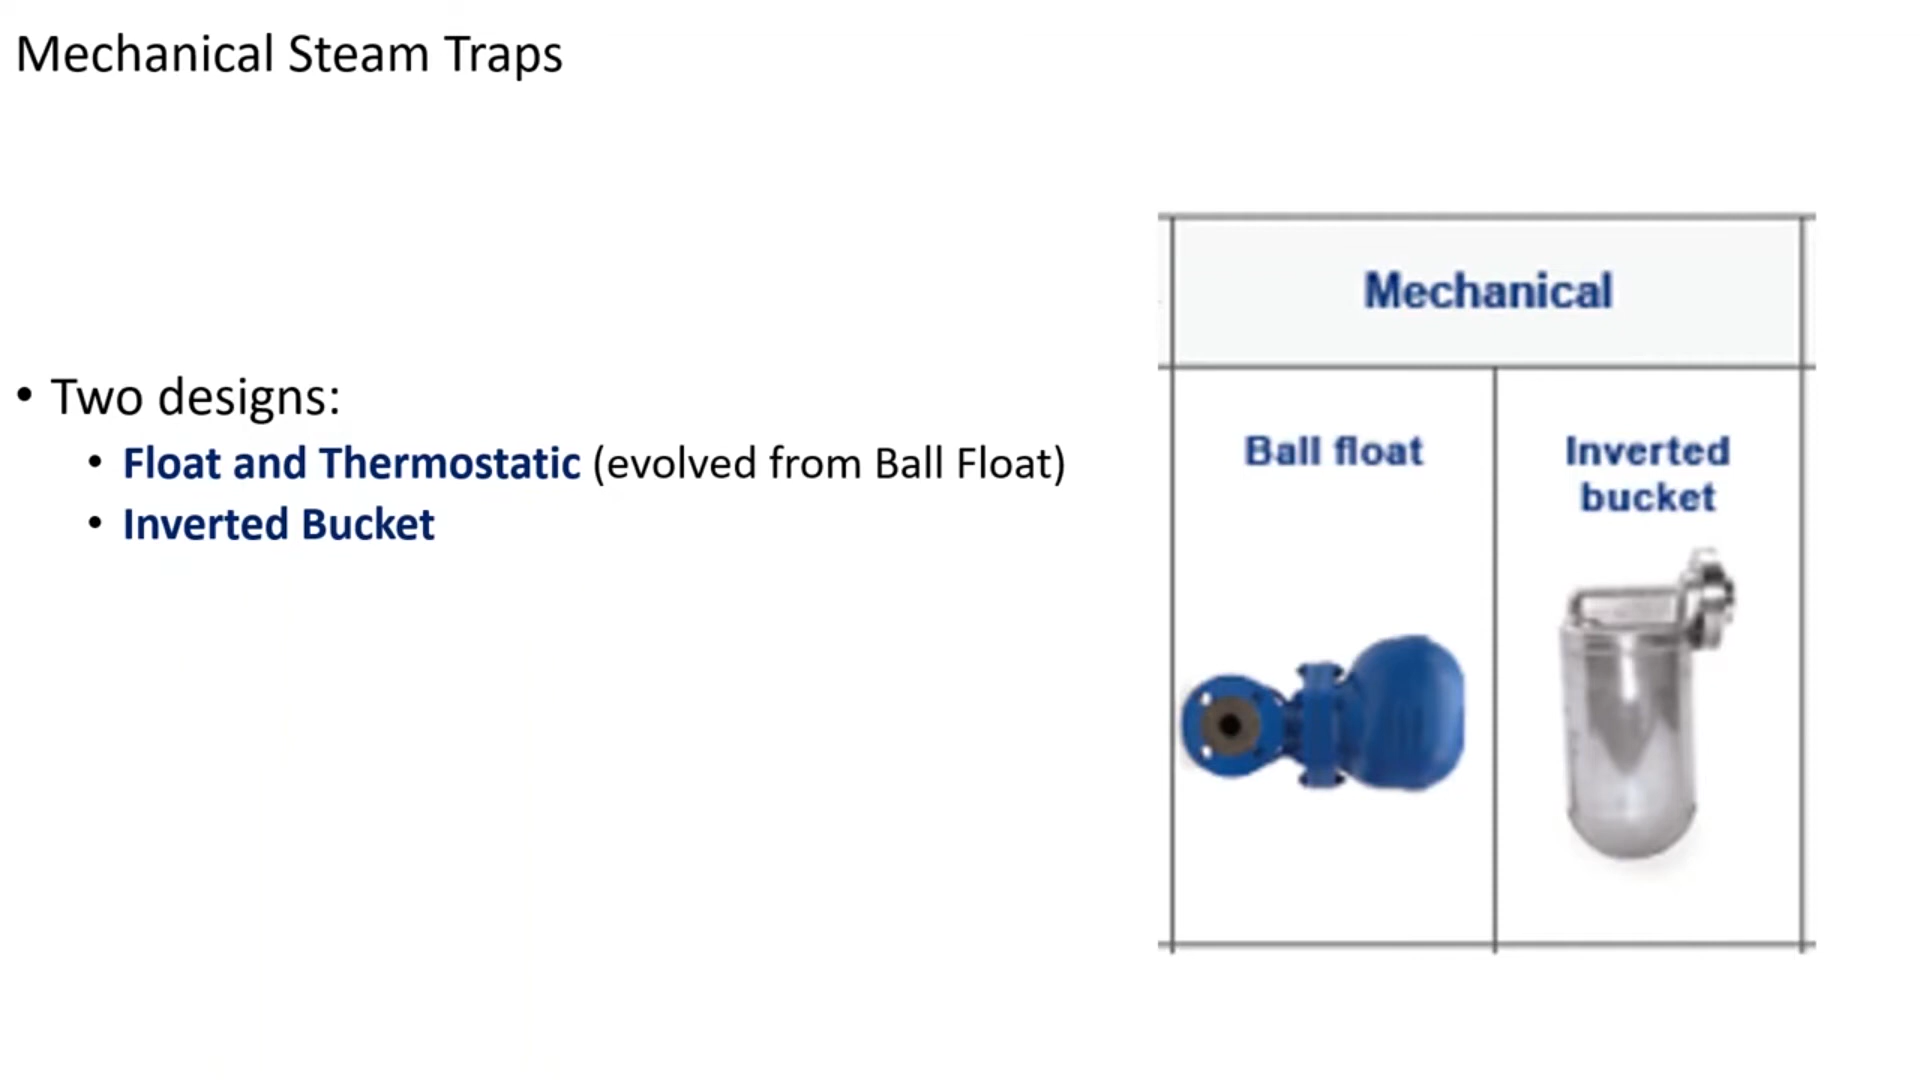 Mechanical Steam Traps
• Two designs:
• Float and Thermostatic (evolved from Ball Float)
• Inverted Bucket
Mechanical
Ball float
Inverted
bucket